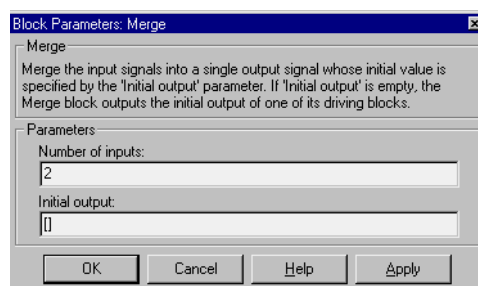 Block Parameters: Merge
Merge
Merge the input signals into a single output signal whose initial value is
specified by the 'Initial output' parameter. If 'Initial output' is empty, the
Merge block outputs the initial output of one of its driving blocks.
Parameters
Number of inputs:
2
Initial output:
[]
OK Cancel Help Apply